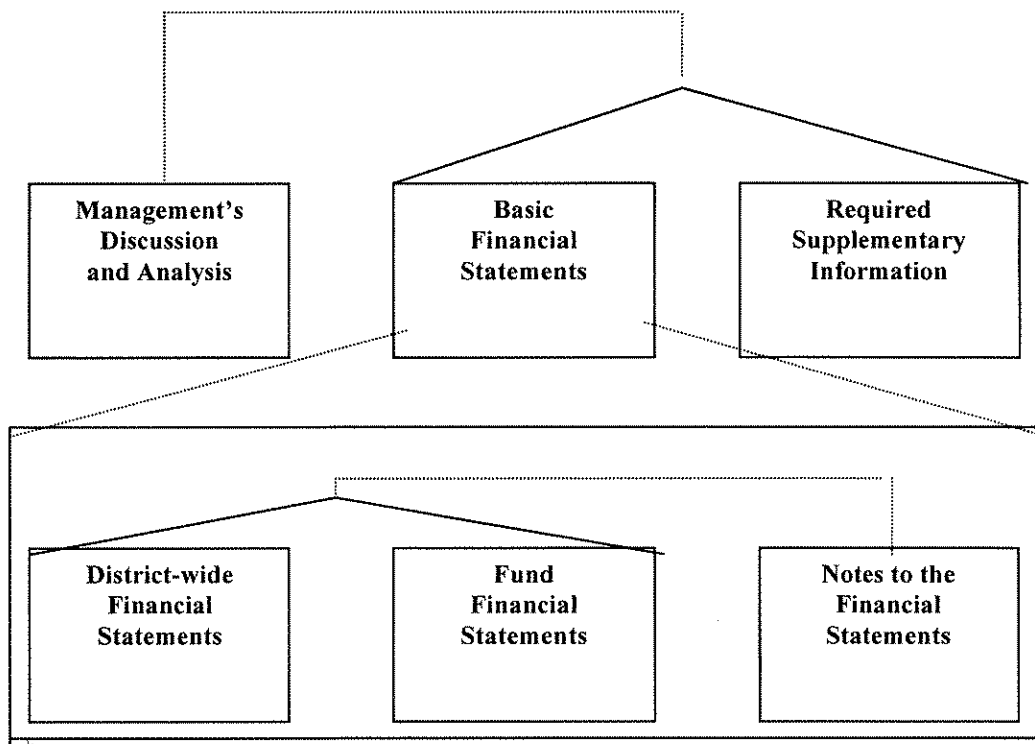 Management's
Discussion
and Analysis
Basic
Financial
Statements
Required
Supplementary
Information
District-wide
Financial
Statements
Fund
Financial
Statements
Notes to the
Financial
Statements